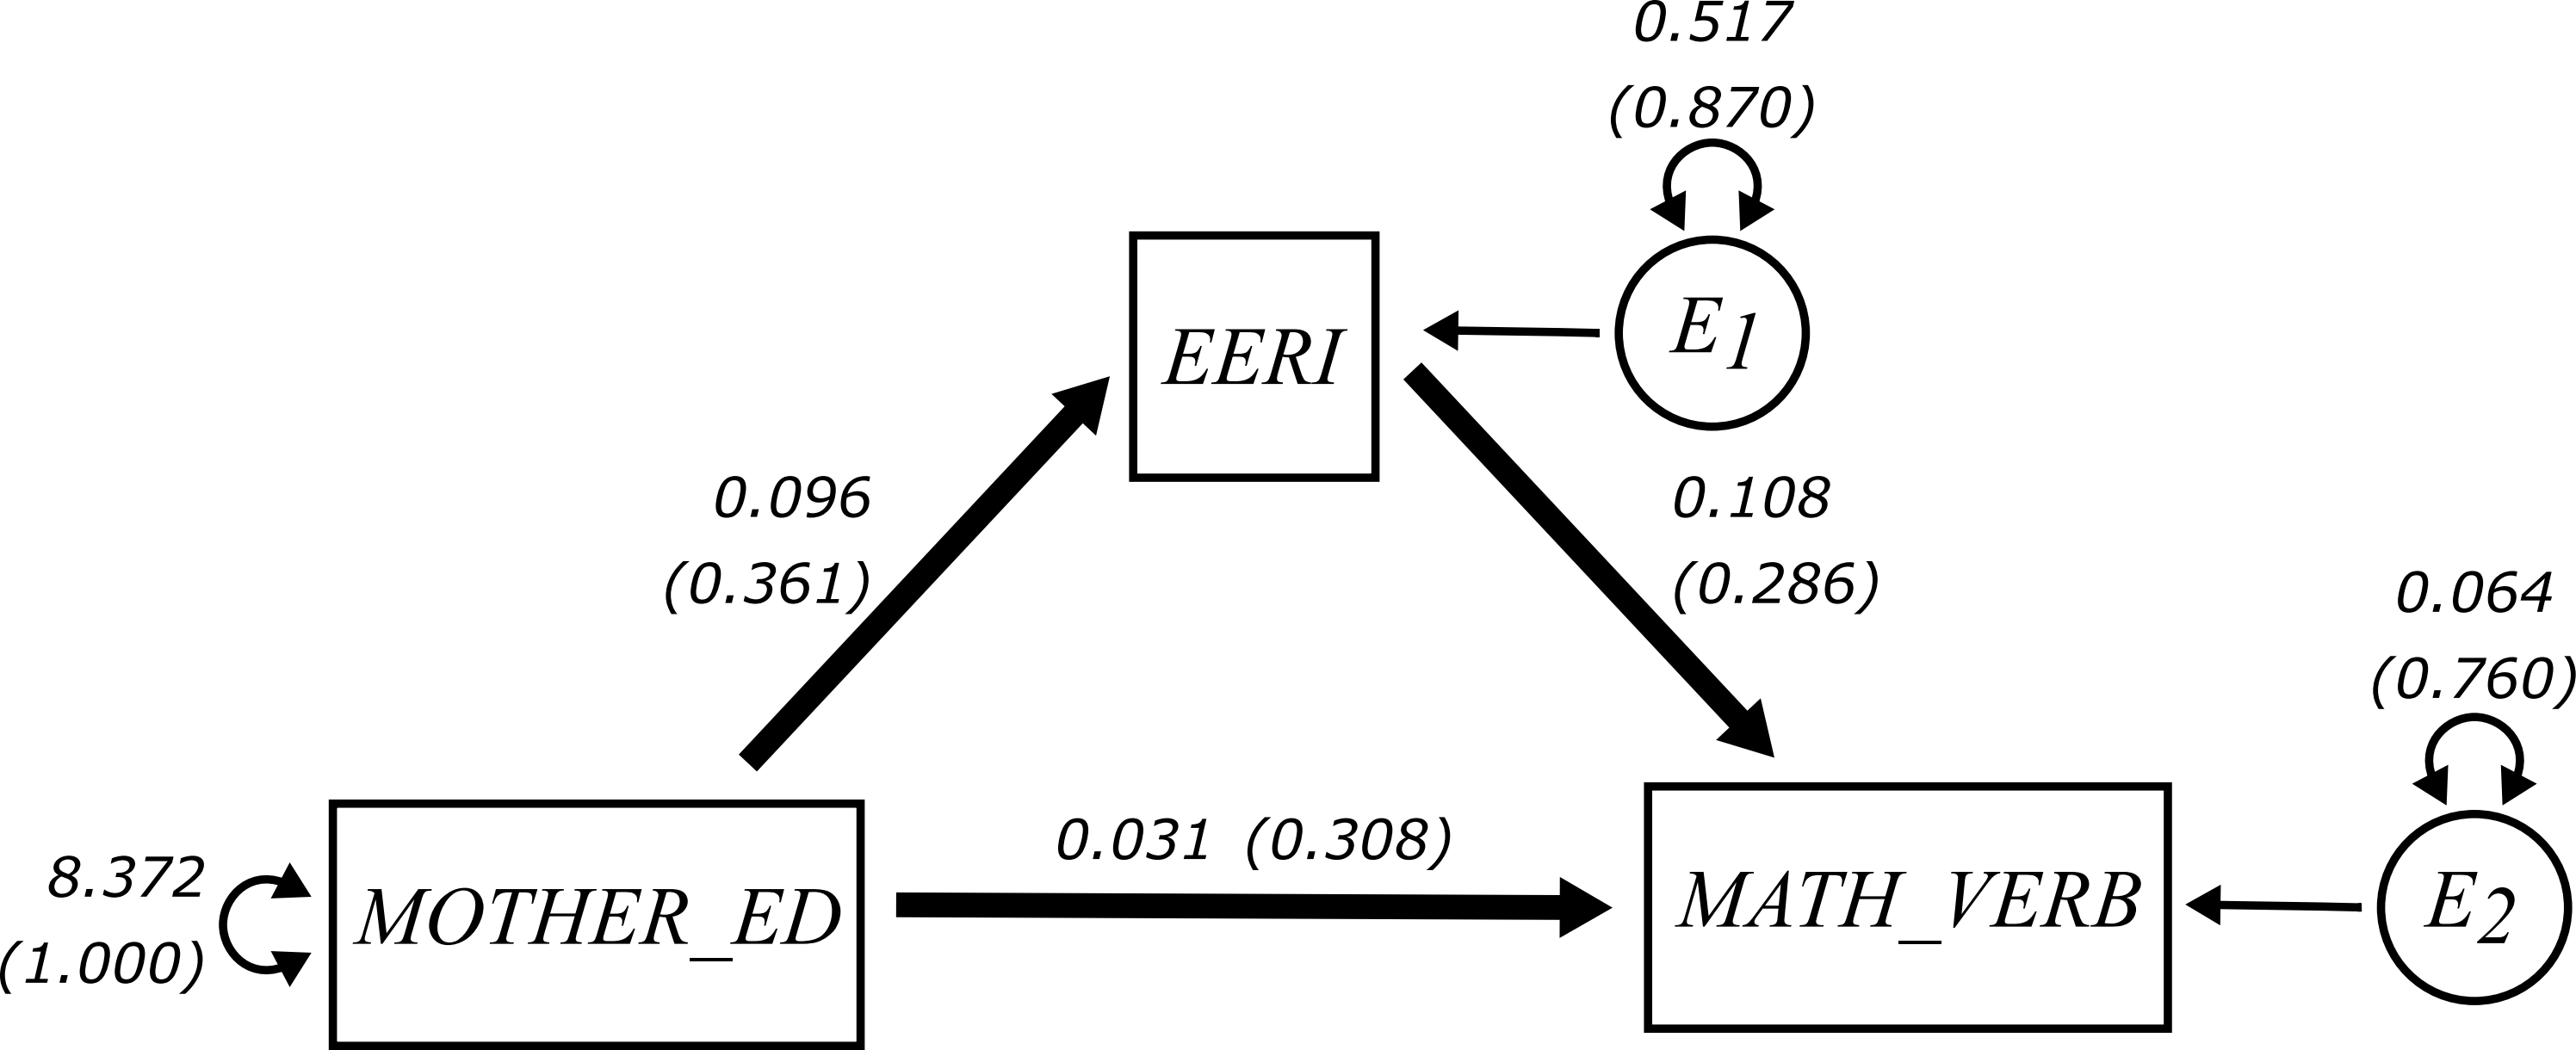 0.517
(0.870)
EERI
E1
0.096
(0.361)
0.108
(0.286)
0.064
(0.760)
0.031 (0.308)
8.372
(1.000)
MOTHER_ED
MATH_VERB
E2